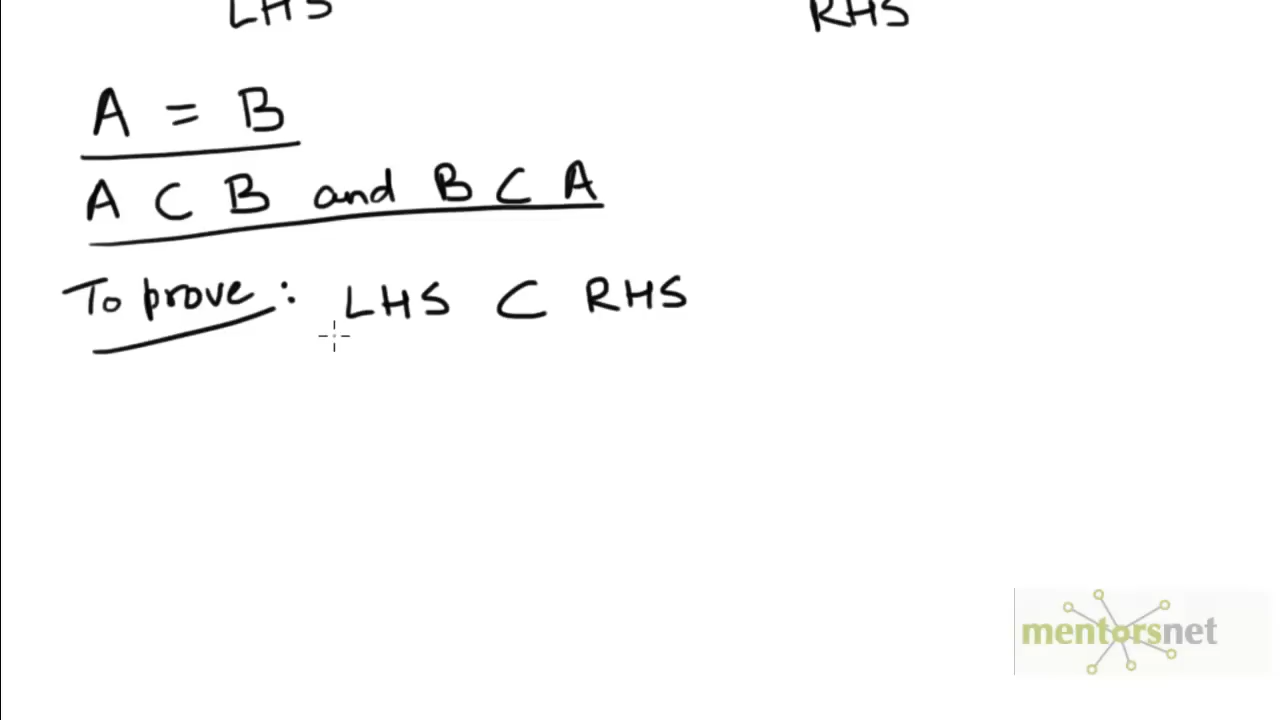 LHS RHS
A = B
A ⊂ B and B ⊂ A
To prove : LHS ⊂ RHS
mentorsnet